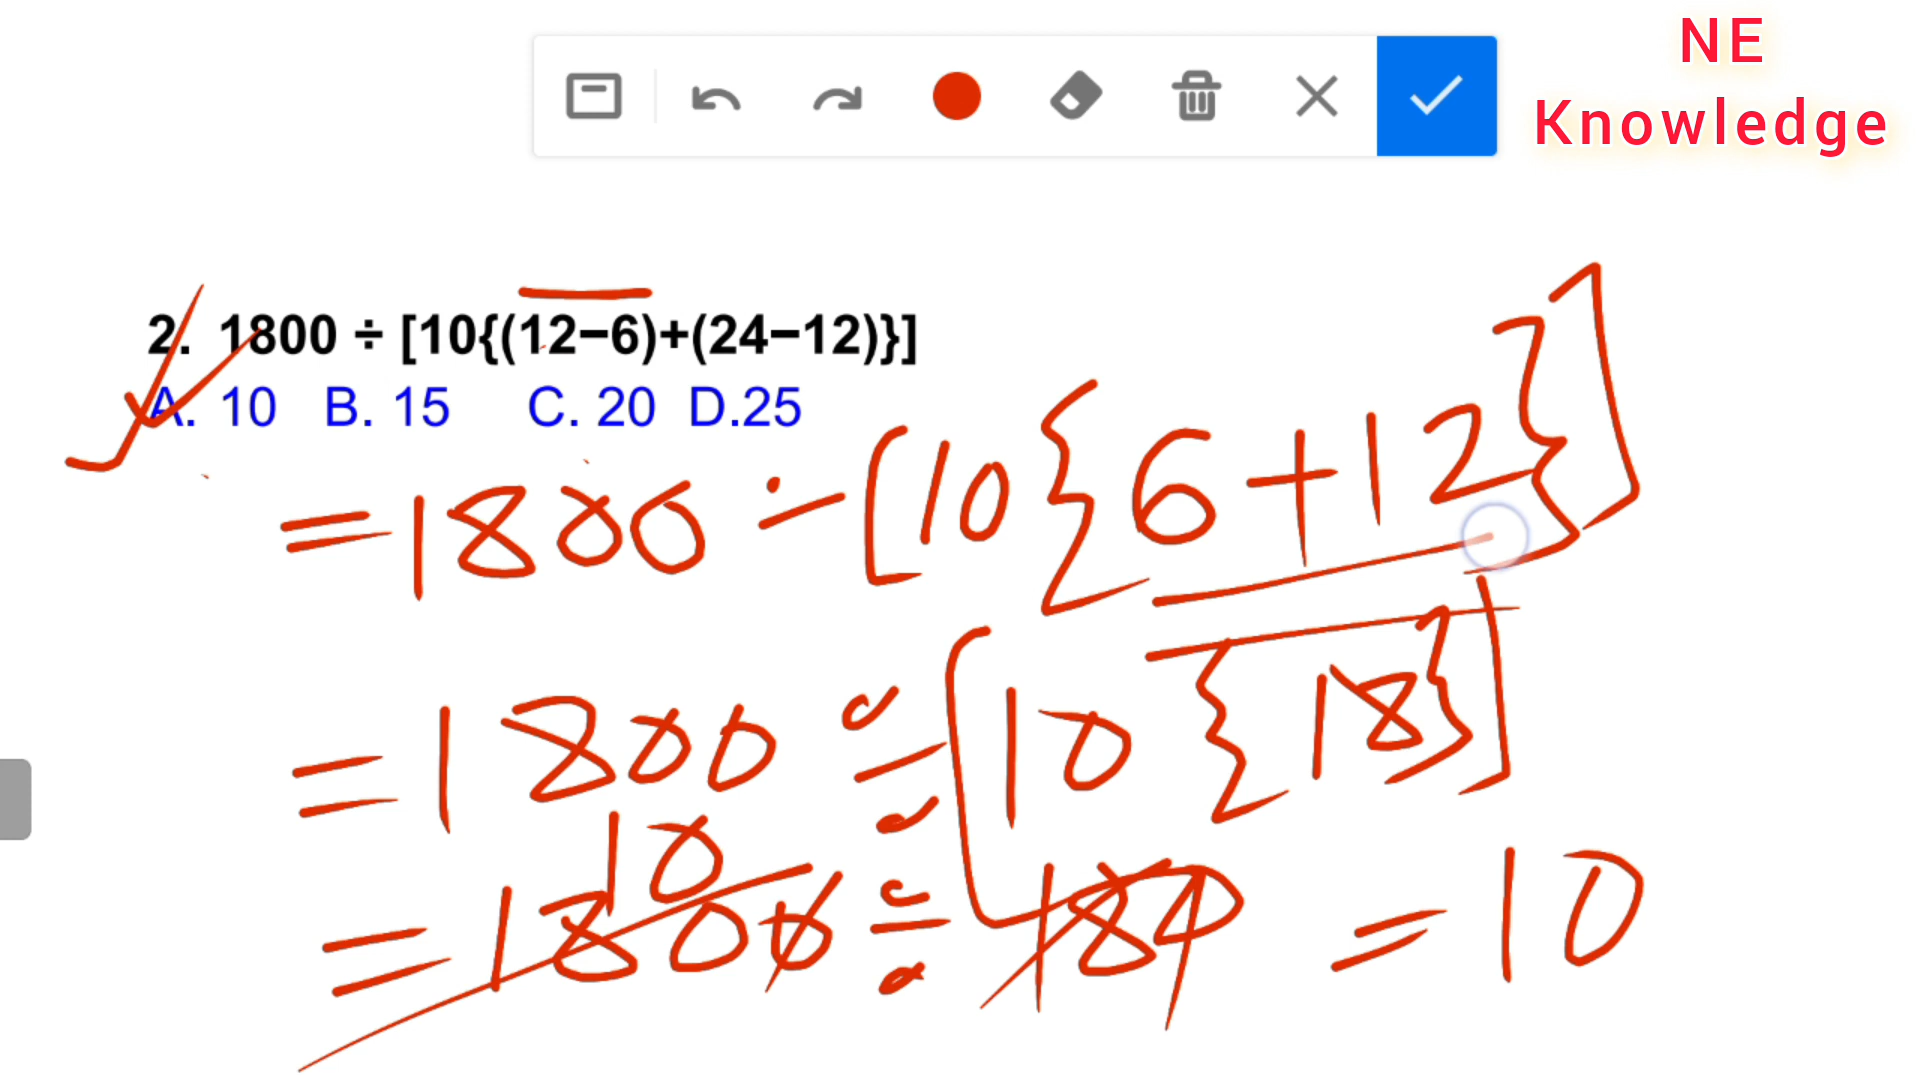 NE
Knowledge
2. 1800 ÷ [10{(12−6)+(24−12)}]
A. 10 B. 15 C. 20 D.25
=1800 ÷ [10{6+12}]
=1800 ÷ [10{18}]
10
=1800 ÷ 180 =10